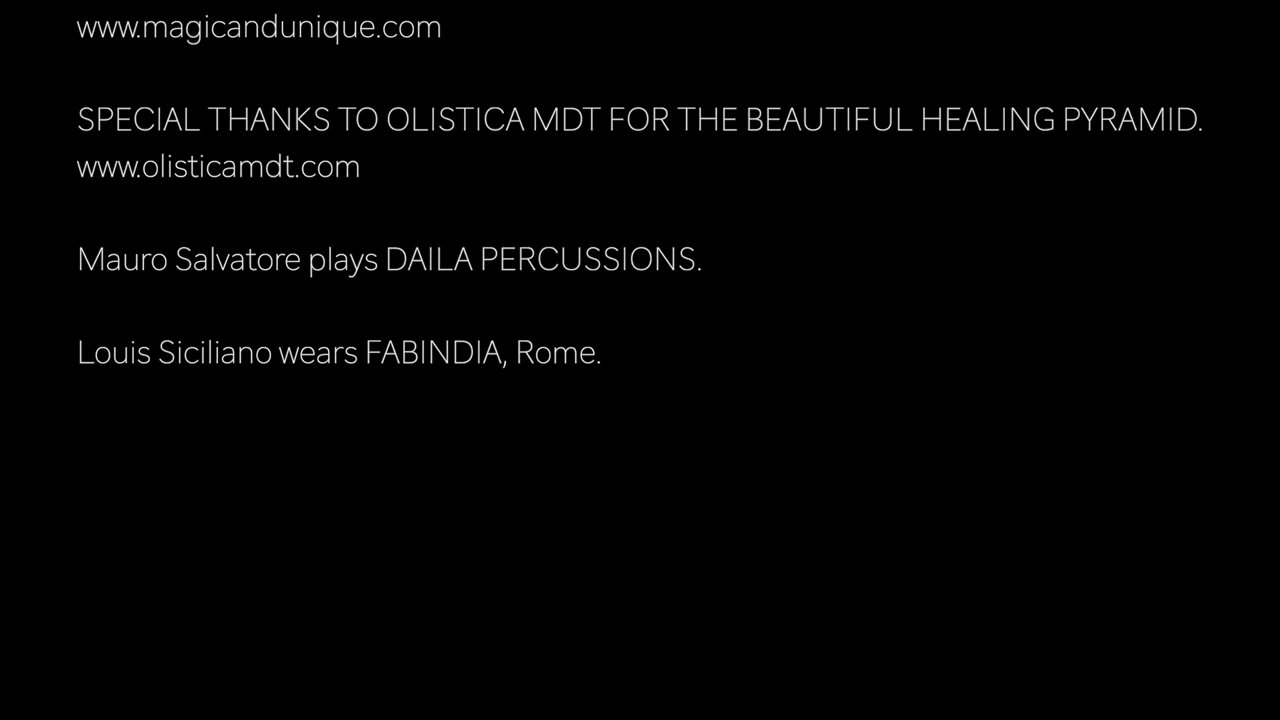 www.magicandunique.com
SPECIAL THANKS TO OLISTICA MDT FOR THE BEAUTIFUL HEALING PYRAMID.
www.olisticamdt.com
Mauro Salvatore plays DAILA PERCUSSIONS.
Louis Siciliano wears FABINDIA, Rome.